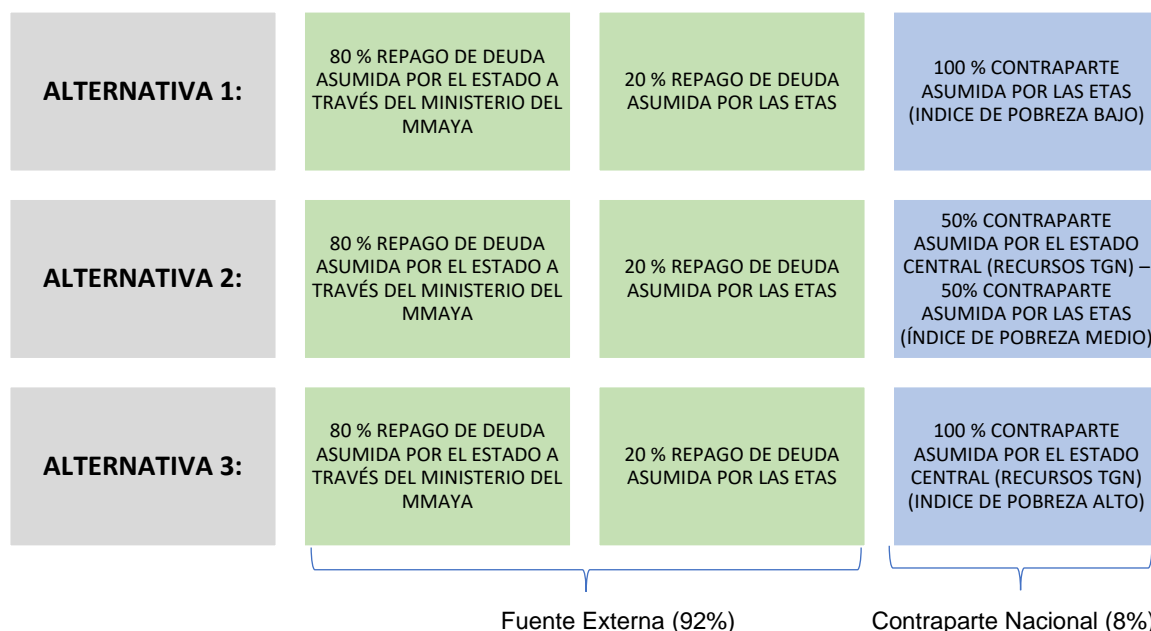 ALTERNATIVA 1:
80 % REPAGO DE DEUDA
ASUMIDA POR EL ESTADO A
TRAVÉS DEL MINISTERIO DEL
MMAYA
20 % REPAGO DE DEUDA
ASUMIDA POR LAS ETAS
100 % CONTRAPARTE
ASUMIDA POR LAS ETAS
(INDICE DE POBREZA BAJO)
ALTERNATIVA 2:
80 % REPAGO DE DEUDA
ASUMIDA POR EL ESTADO A
TRAVÉS DEL MINISTERIO DEL
MMAYA
20 % REPAGO DE DEUDA
ASUMIDA POR LAS ETAS
50% CONTRAPARTE
ASUMIDA POR EL ESTADO
CENTRAL (RECURSOS TGN) –
50% CONTRAPARTE
ASUMIDA POR LAS ETAS
(ÍNDICE DE POBREZA MEDIO)
ALTERNATIVA 3:
80 % REPAGO DE DEUDA
ASUMIDA POR EL ESTADO A
TRAVÉS DEL MINISTERIO DEL
MMAYA
20 % REPAGO DE DEUDA
ASUMIDA POR LAS ETAS
100 % CONTRAPARTE
ASUMIDA POR EL ESTADO
CENTRAL (RECURSOS TGN)
(INDICE DE POBREZA ALTO)
Fuente Externa (92%)
Contraparte Nacional (8%)